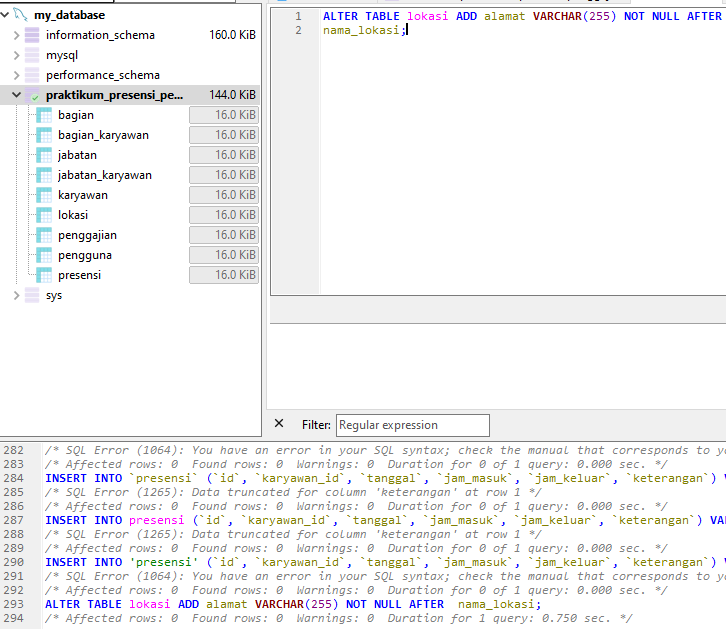 my_database
information_schema 160.0 KiB
mysql
performance_schema
praktikum_presensi_pe... 144.0 KiB
bagian 16.0 KiB
bagian_karyawan 16.0 KiB
jabatan 16.0 KiB
jabatan_karyawan 16.0 KiB
karyawan 16.0 KiB
lokasi 16.0 KiB
penggajian 16.0 KiB
pengguna 16.0 KiB
presensi 16.0 KiB
sys
1 ALTER TABLE lokasi ADD alamat VARCHAR(255) NOT NULL AFTER
2 nama_lokasi;
Filter: Regular expression
282 /* SQL Error (1064): You have an error in your SQL syntax; check the manual that corresponds to
283 /* Affected rows: 0 Found rows: 0 Warnings: 0 Duration for 0 of 1 query: 0.000 sec. */
284 INSERT INTO `presensi` (`id`, `karyawan_id`, `tanggal`, `jam_masuk`, `jam_keluar`, `keterangan`)
285 /* SQL Error (1265): Data truncated for column 'keterangan' at row 1 */
286 /* Affected rows: 0 Found rows: 0 Warnings: 0 Duration for 0 of 1 query: 0.000 sec. */
287 INSERT INTO presensi (`id`, `karyawan_id`, `tanggal`, `jam_masuk`, `jam_keluar`, `keterangan`) VA
288 /* SQL Error (1265): Data truncated for column 'keterangan' at row 1 */
289 /* Affected rows: 0 Found rows: 0 Warnings: 0 Duration for 0 of 1 query: 0.000 sec. */
290 INSERT INTO 'presensi' (`id`, `karyawan_id`, `tanggal`, `jam_masuk`, `jam_keluar`, `keterangan`)
291 /* SQL Error (1064): You have an error in your SQL syntax; check the manual that corresponds to
292 /* Affected rows: 0 Found rows: 0 Warnings: 0 Duration for 0 of 1 query: 0.000 sec. */
293 ALTER TABLE lokasi ADD alamat VARCHAR(255) NOT NULL AFTER  nama_lokasi;
294 /* Affected rows: 0 Found rows: 0 Warnings: 0 Duration for 1 query: 0.750 sec. */